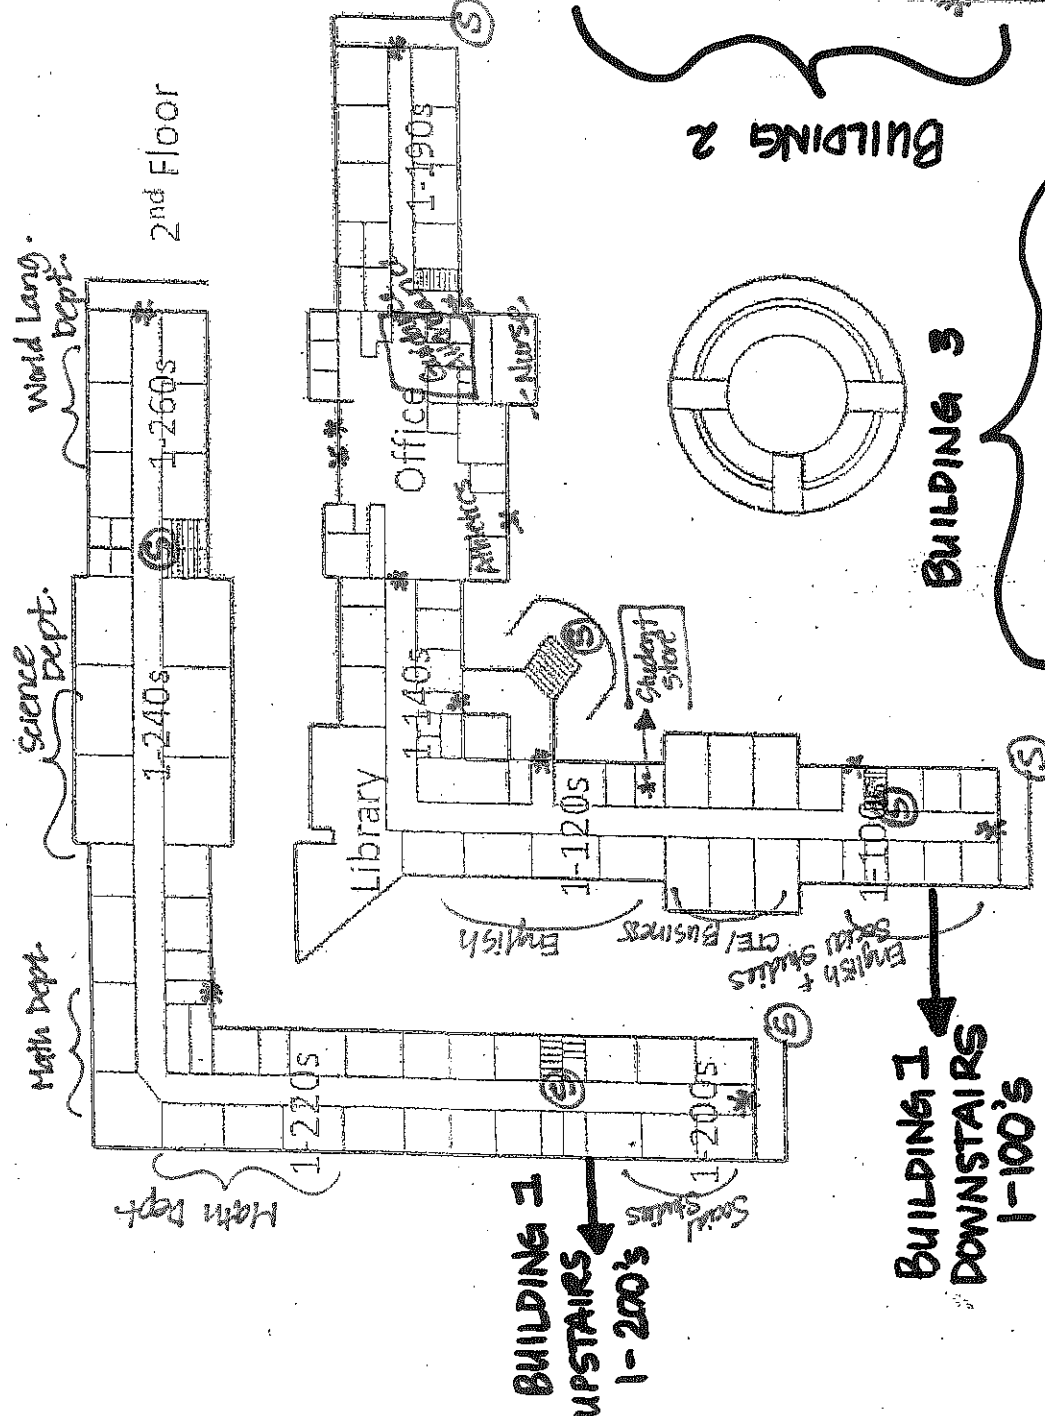 World Lang.
Dept.
2nd Floor
1-260s
Science
Dept.
1-240s
Math Dept.
1-220s
Math Dept
1-200s
Social
Studies
BUILDING 1
UPSTAIRS
1-200's
1-190s
Office
Nurse
Athletics
1-140s
Library
Student
Store
1-120s
English
CTE/Business
1-100s
English &
Social Studies
BUILDING 1
DOWNSTAIRS
1-100's
BUILDING 2
BUILDING 3
S
S
S
S
S
S
S